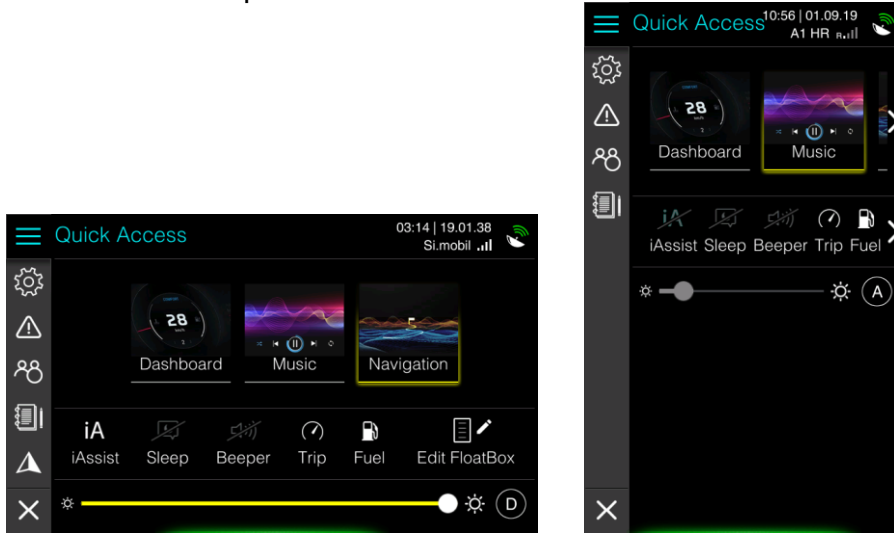 Quick Access
03:14 | 19.01.38
Si.mobil
28
Dashboard
Music
Navigation
iA
iAssist
Sleep
Beeper
Trip
Fuel
Edit FloatBox
D
Quick Access
10:56 | 01.09.19
A1 HR R
28
Dashboard
Music
iA
iAssist
Sleep
Beeper
Trip
Fuel
A